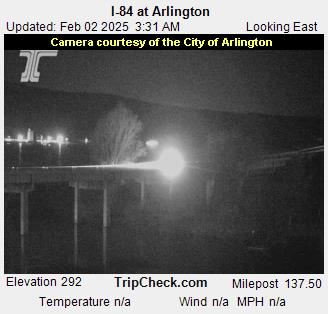 I-84 at Arlington
Updated: Feb 02 2025 3:31 AM Looking East
Camera courtesy of the City of Arlington
Elevation 292 TripCheck.com Milepost 137.50
Temperature n/a Wind n/a MPH n/a